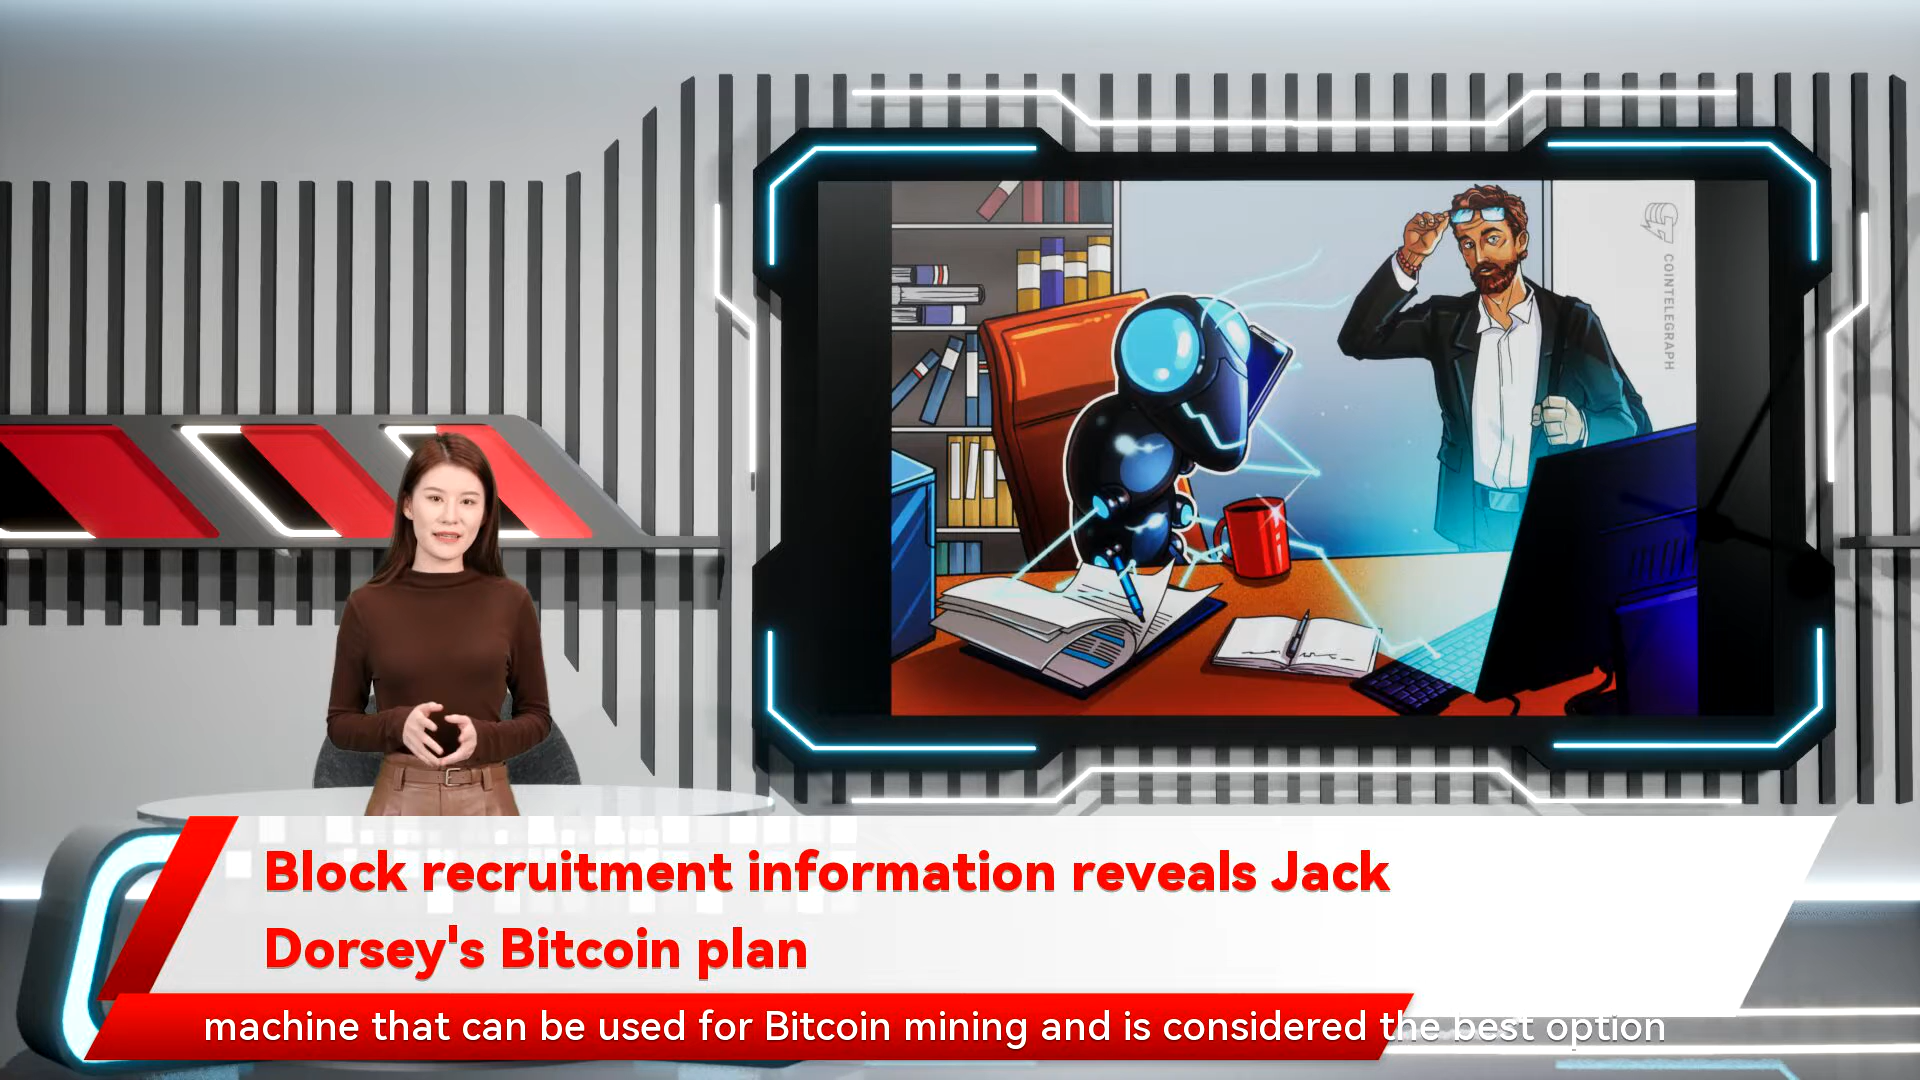 COINTELEGRAPH
Block recruitment information reveals Jack
Dorsey's Bitcoin plan
machine that can be used for Bitcoin mining and is considered the best option